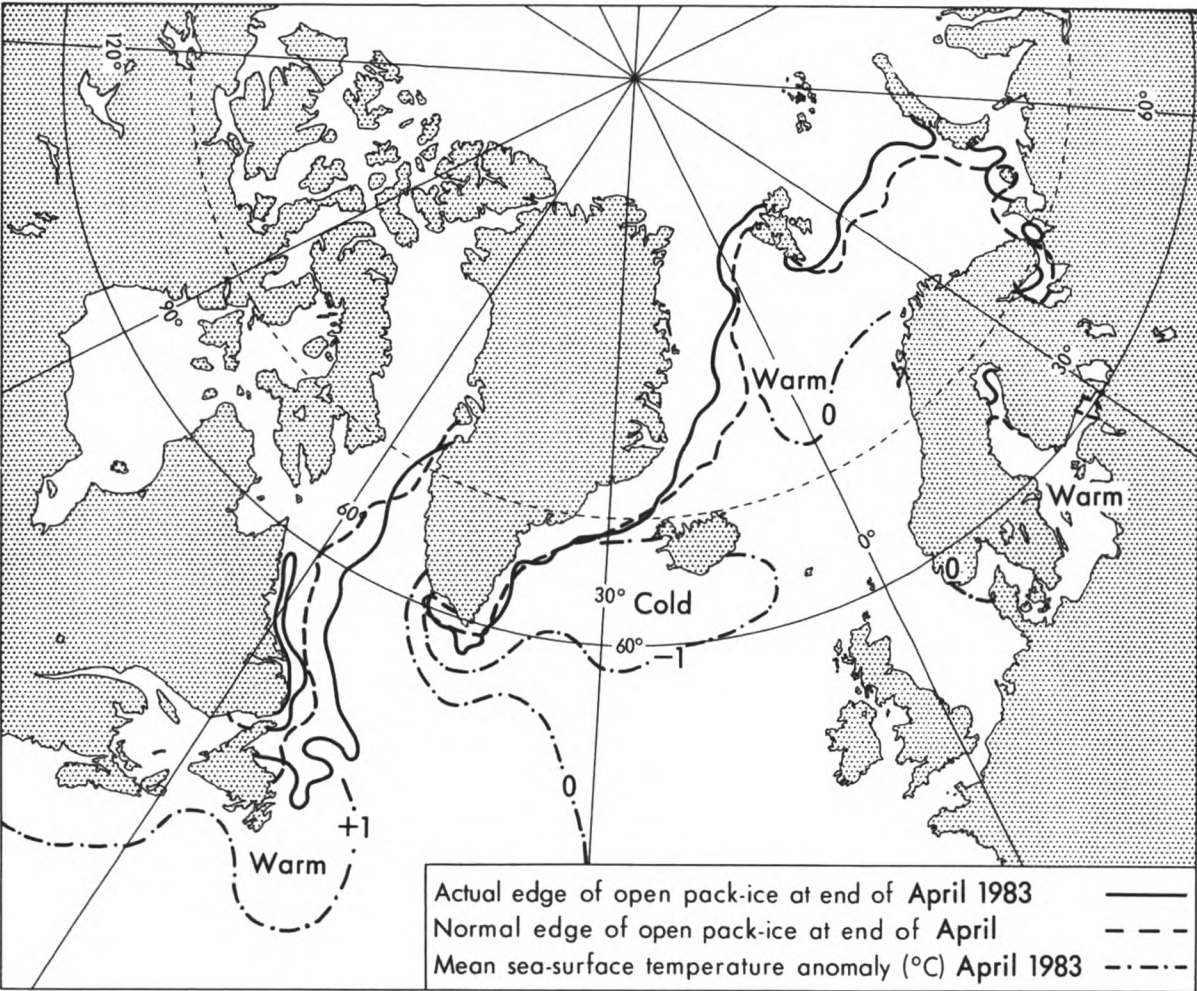 120°
60°
90°
Warm
0
30°
Warm
60°
0°
0
30° Cold
60°
-1
0
+1
Warm
Actual edge of open pack-ice at end of April 1983
Normal edge of open pack-ice at end of April
Mean sea-surface temperature anomaly (°C) April 1983